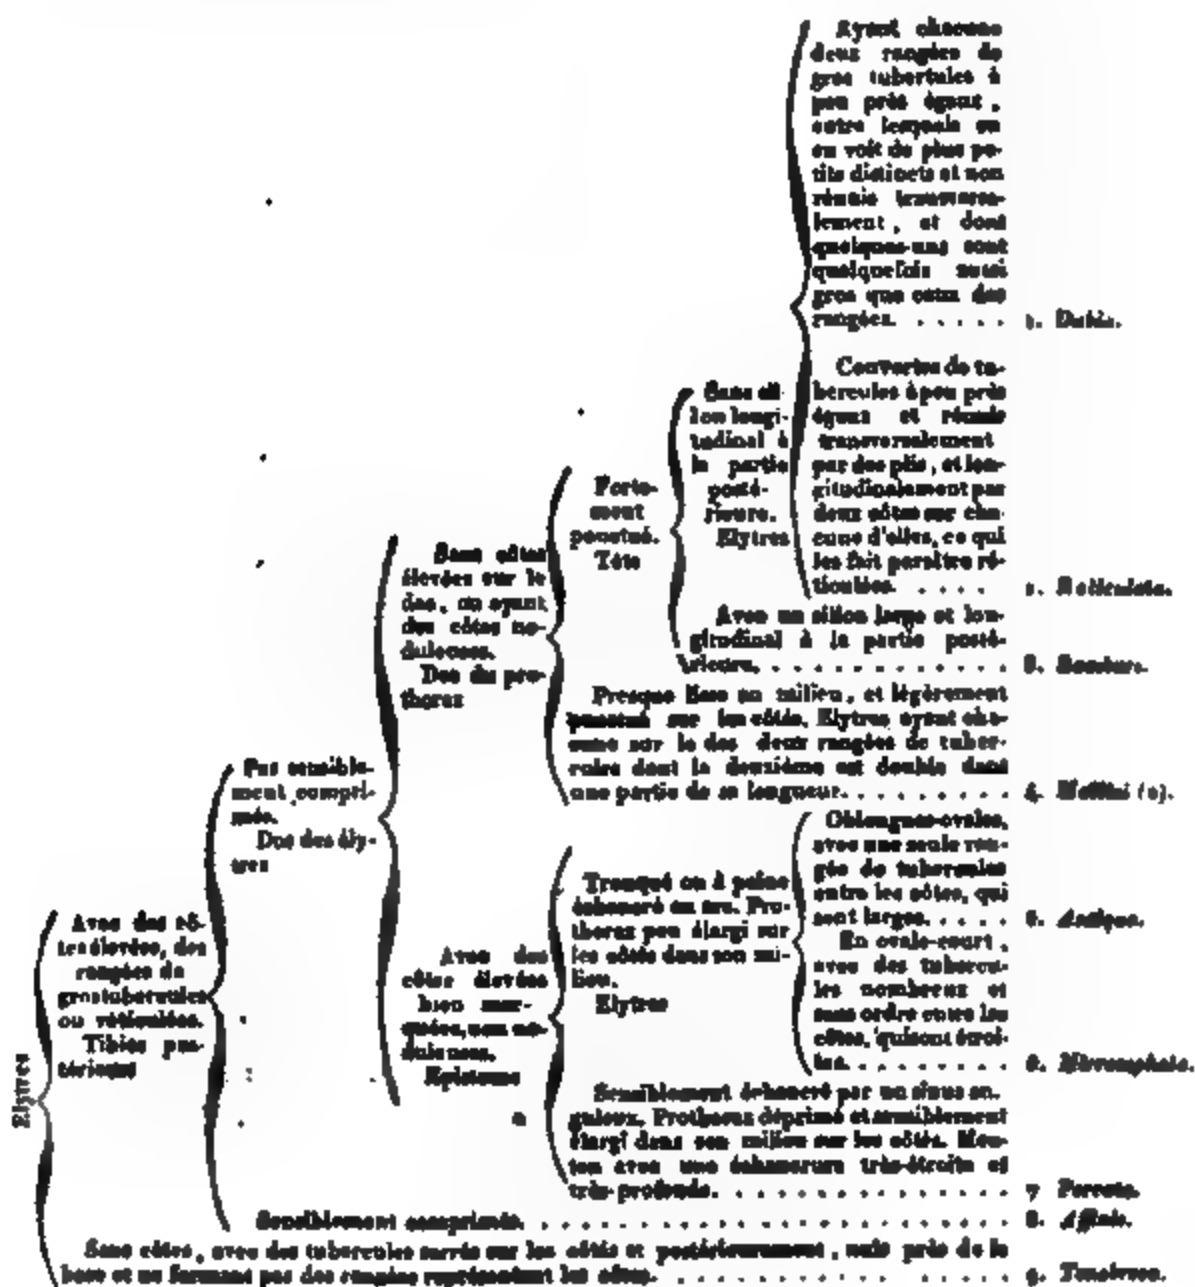 Ayant chacune
deux rangées de
gros tubertules à
peu près égaux,
entre lesquels on
en voit de plus pe-
tits distincts et non
réunis transversa-
lement, et dont
quelques-uns sont
quelquefois aussi
gros que ceux des
rangées. . . . . . 1. Dubia.
Couvertes de tu-
bercules à peu près
égaux et réunis
transversalement
par des plis, et lon-
gitudinalement par
deux côtes sur cha-
cune d'elles, ce qui
les fait paraître ré-
ticulées. . . . . 2. Reticulata.
Sans sil-
lon longi-
tudinal à
la partie
posté-
rieure.
Elytres
Avec un sillon large et lon-
gitudinal à la partie posté-
rieure. . . . . . . . . . . . . 3.
Forte-
ment
ponctué.
Tête
Presque lisse au milieu, et légèrement
ponctué sur les côtés. Elytres ayant cha-
cune sur le dos deux rangées de tuber-
cules dont la deuxième est double dans
une partie de sa longueur. . . . . . . . 4.
Sans côtes
élevées sur le
dos, ou ayant
des côtes no-
duleuses.
Dos du pro-
thorax
Oblongues-ovales,
avec une seule ran-
gée de tubercules
entre les côtes, qui
sont larges. . . . . 5.
En ovale-court,
avec des tubercu-
les nombreux et
sans ordre entre les
côtes, qui sont étroi-
tes. . . . . . . . . 6.
Tronqué ou à peine
échancré en arc. Pro-
thorax peu élargi sur
les côtés dans son mi-
lieu.
Elytres
Avec des
côtes élevées
bien mar-
quées, non no-
duleuses.
Epistome
Sensiblement échancré par un sinus an-
guleux. Prothorax déprimé et sensiblement
élargi dans son milieu sur les côtés. Men-
ton avec une échancrure très-étroite et
très-profonde. . . . . . . . . . . . . . 7
Pas sensible-
ment compri-
més.
Dos des ély-
tres
Sensiblement comprimés. . . . . . . . . . . . . . . . . . . 8. Affinis.
Avec des cô-
tes élevées, des
rangées de
gros tubercules
ou réticulées.
Tibias pos-
térieurs
Elytres
Sans côtes, avec des tubercules serrés sur les côtés et postérieurement, mais près de la
base et ne formant pas des rangées représentant les côtes. . . . . . . . . . . . 9.